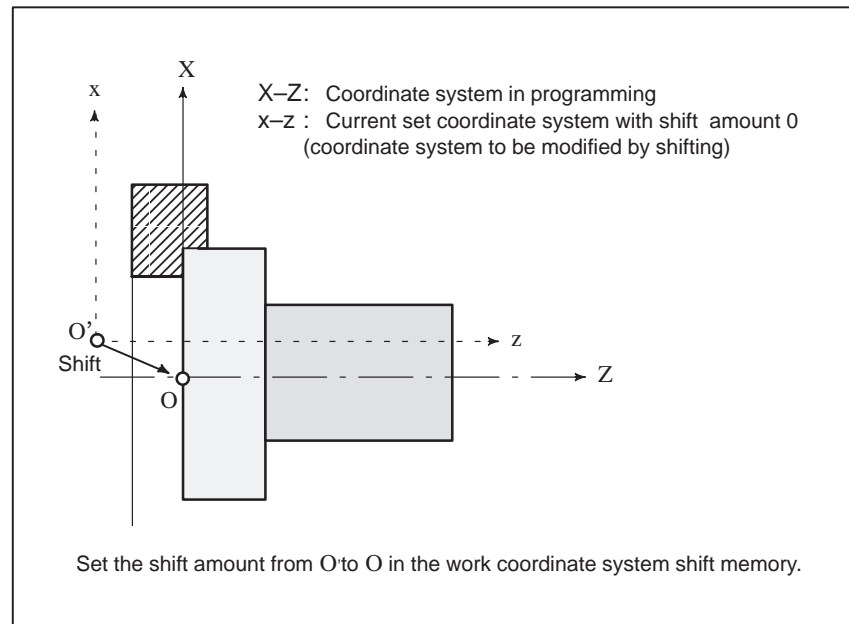 X
x
X–Z: Coordinate system in programming
x–z : Current set coordinate system with shift amount 0
(coordinate system to be modified by shifting)
O’
z
Shift
Z
O
Set the shift amount from O’to O in the work coordinate system shift memory.